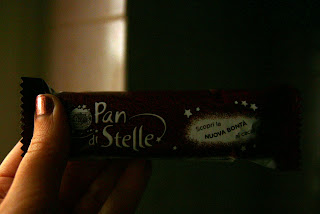 Pan
di Stelle
Scopri la
NUOVA BONTÀ